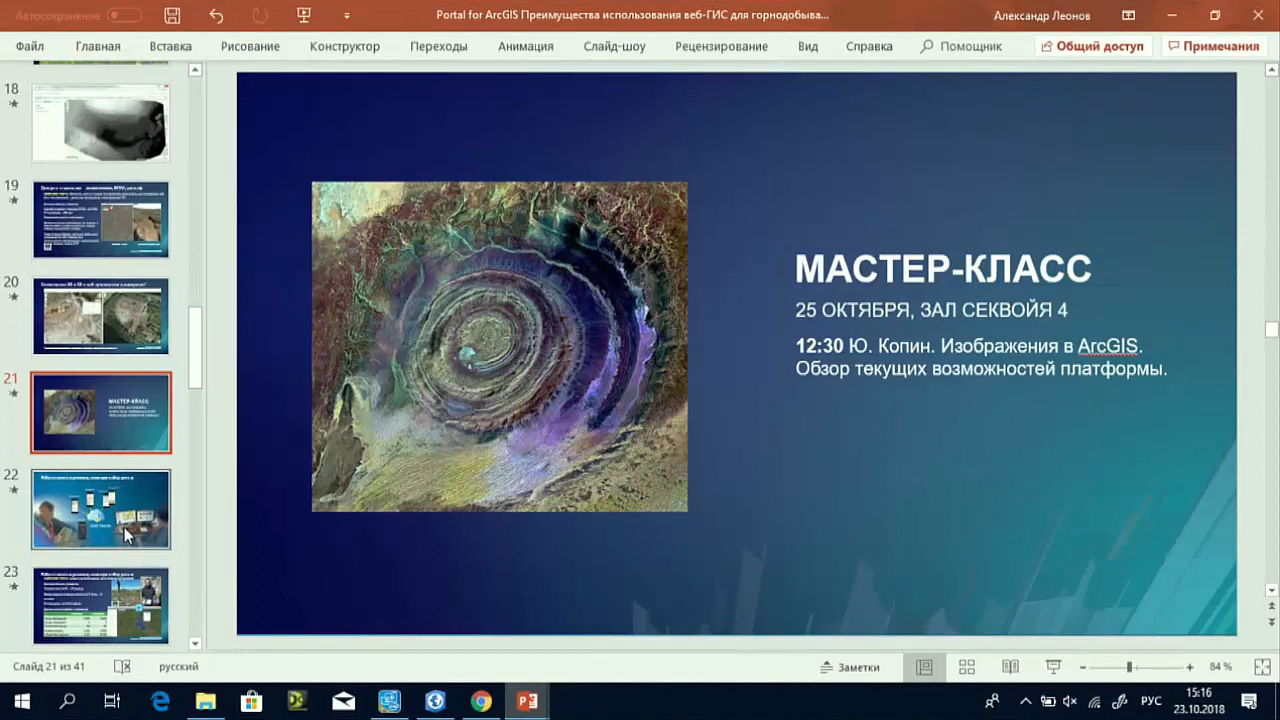 Автосохранение
Portal for ArcGIS Преимущества использования веб-ГИС для горнодобыва...
Александр Леонов
Файл Главная Вставка Рисование Конструктор Переходы Анимация Слайд-шоу Рецензирование Вид Справка Помощник Общий доступ Примечания
18
19
20
21
22
23
МАСТЕР-КЛАСС
25 ОКТЯБРЯ, ЗАЛ СЕКВОЙЯ 4
12:30 Ю. Копин. Изображения в ArcGIS.
Обзор текущих возможностей платформы.
Слайд 21 из 41 русский Заметки 84 %
РУС
15:16
23.10.2018